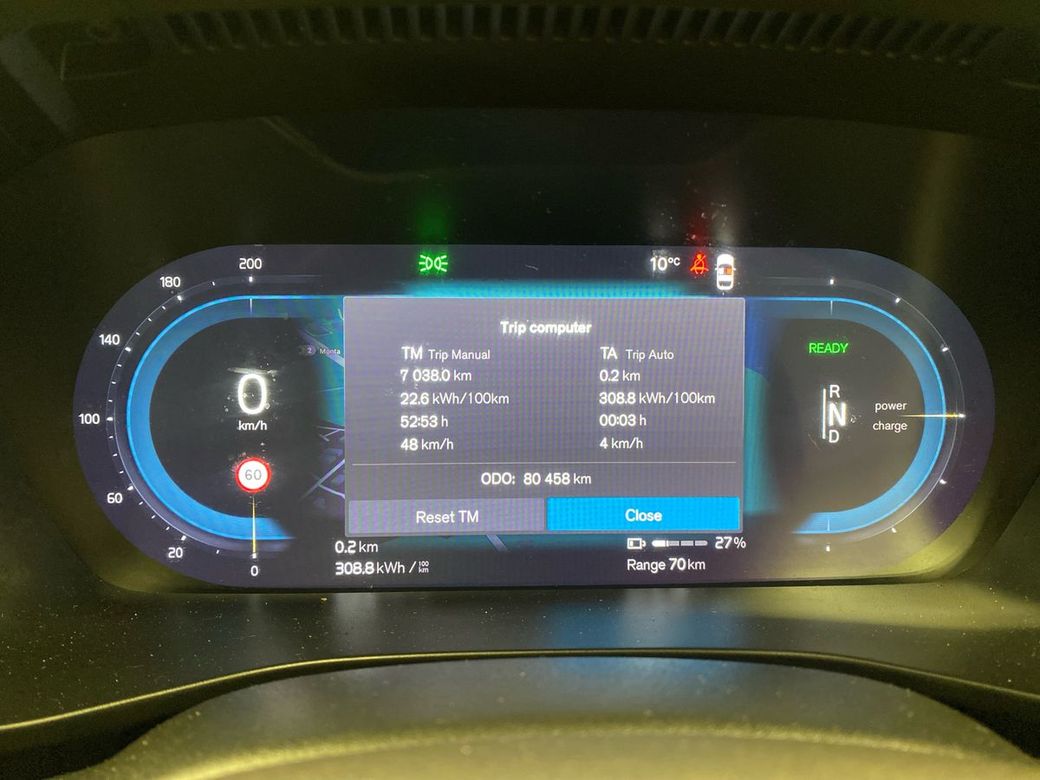 200
180
140
100
60
20
0
0
km/h
60
10°C
Trip computer
TM Trip Manual
7 038.0 km
22.6 kWh/100km
52:53 h
48 km/h
TA Trip Auto
0.2 km
308.8 kWh/100km
00:03 h
4 km/h
ODO: 80 458 km
Reset TM
Close
0.2 km
308.8 kWh / 100 km
27%
Range 70 km
READY
R
N
D
power
charge
2 Monta